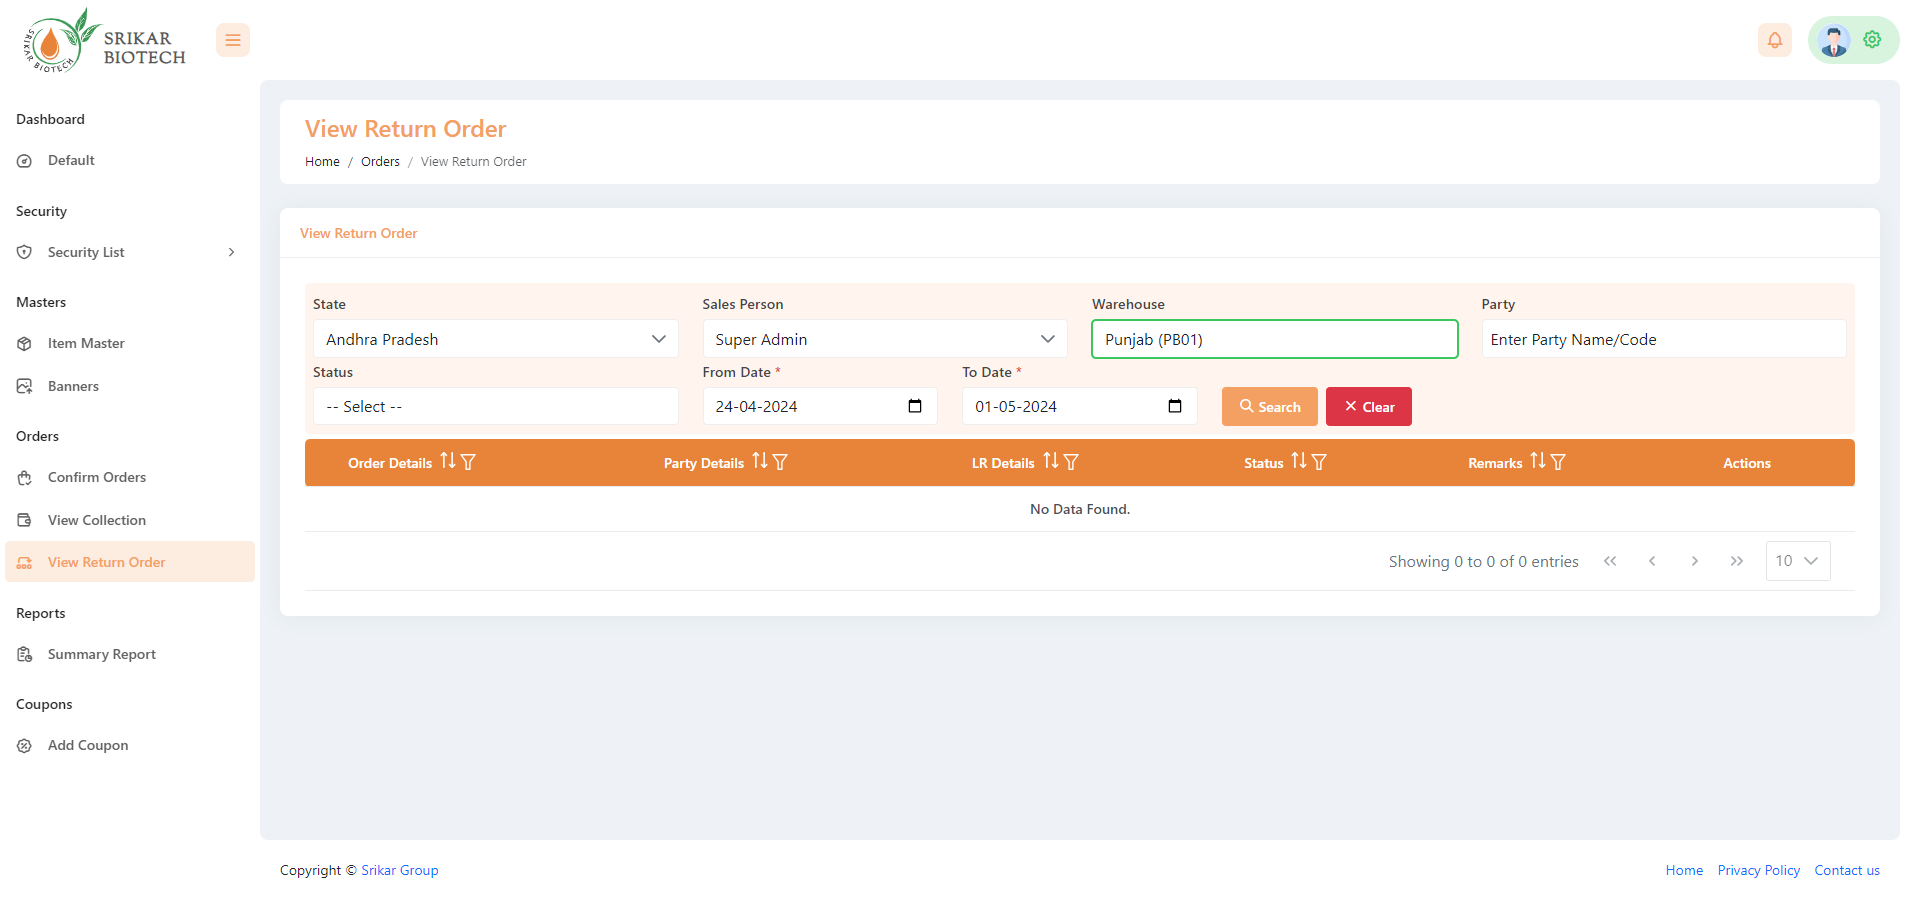 SRIKAR BIOTECH
SRIKAR
BIOTECH
Dashboard
Default
Security
Security List
Masters
Item Master
Banners
Orders
Confirm Orders
View Collection
View Return Order
Reports
Summary Report
Coupons
Add Coupon
View Return Order
Home / Orders / View Return Order
View Return Order
State Sales Person Warehouse Party
Andhra Pradesh Super Admin Punjab (PB01) Enter Party Name/Code
Status From Date * To Date *
-- Select -- 24-04-2024 01-05-2024 Search Clear
Order Details Party Details LR Details Status Remarks Actions
No Data Found.
Showing 0 to 0 of 0 entries 10
Copyright © Srikar Group Home Privacy Policy Contact us